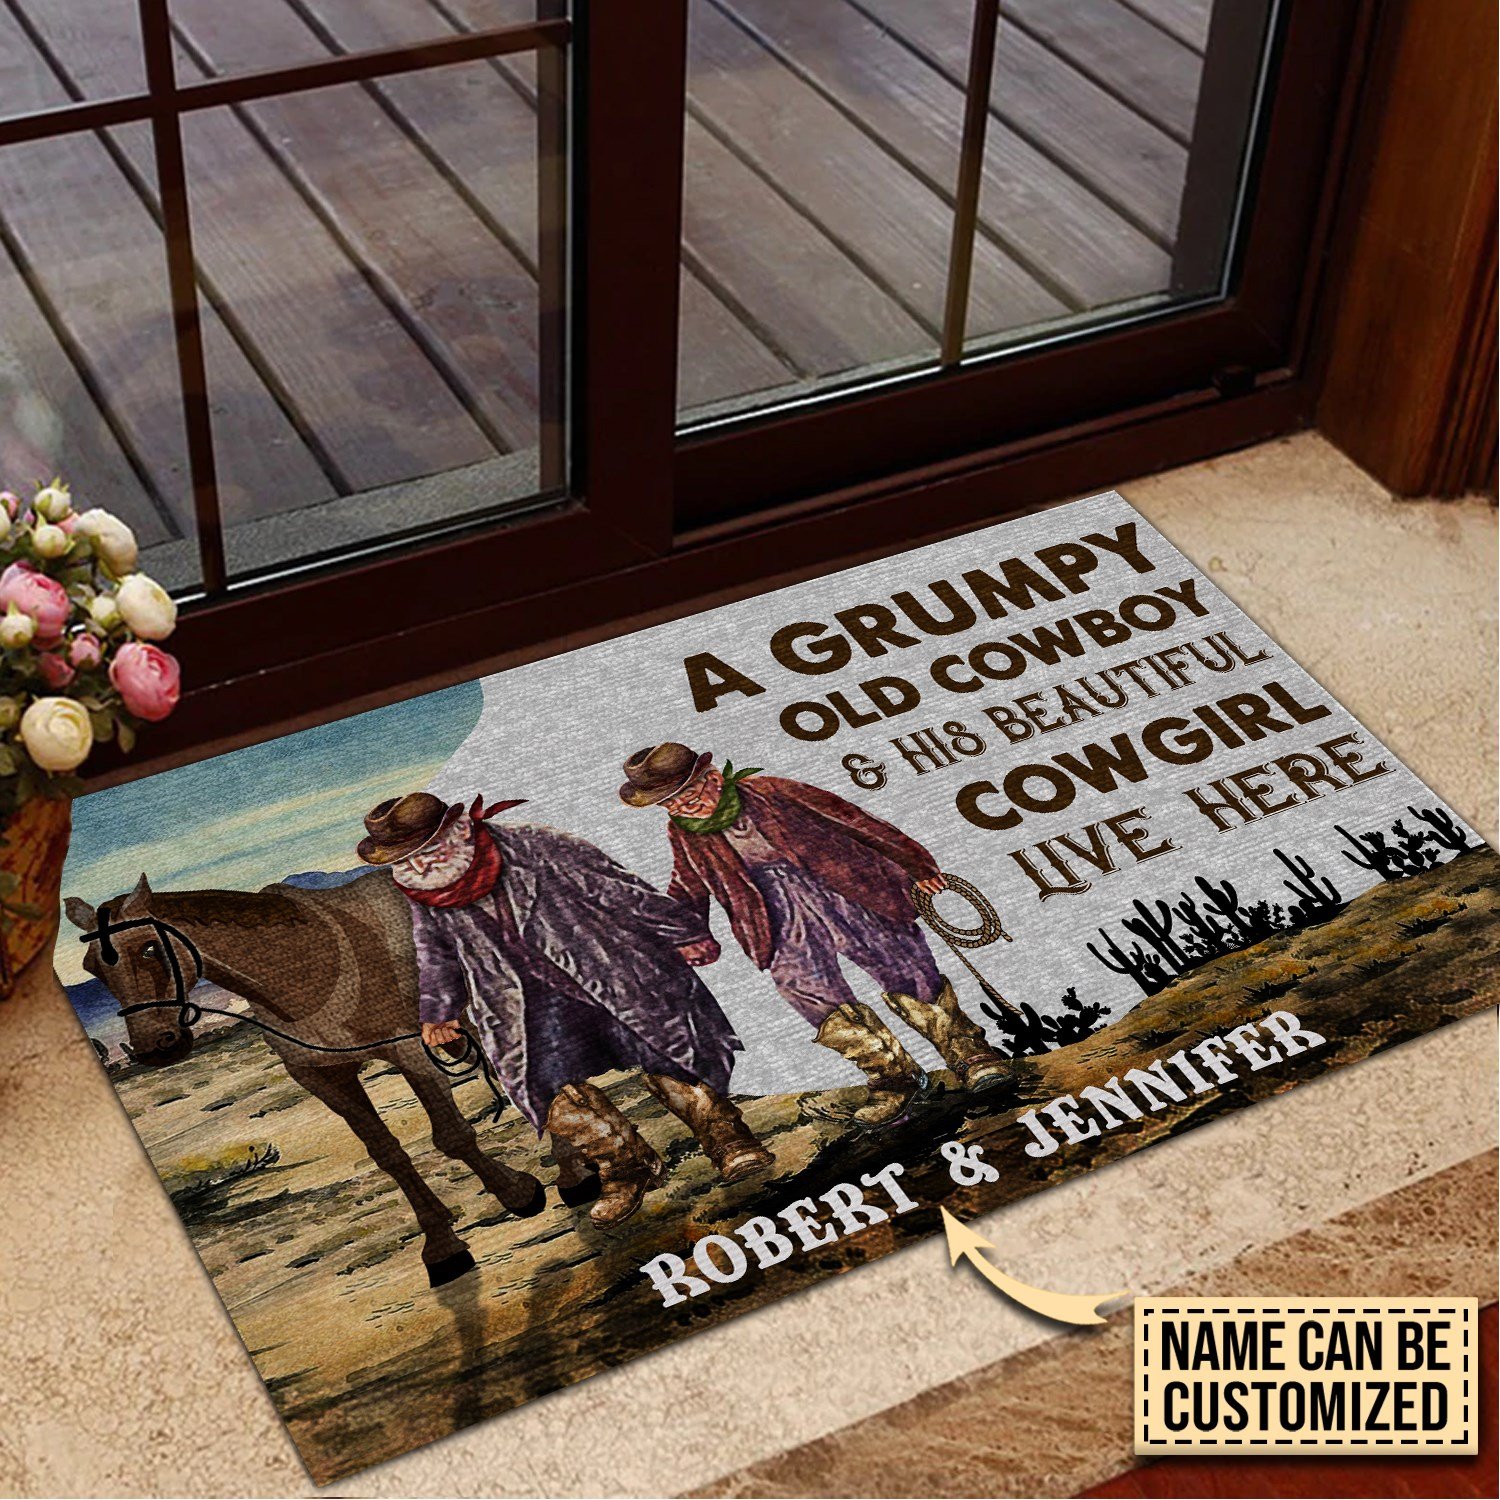 A GRUMPY
OLD COWBOY
& HIS BEAUTIFUL
COWGIRL
LIVE HERE
ROBERT & JENNIFER
NAME CAN BE
CUSTOMIZED